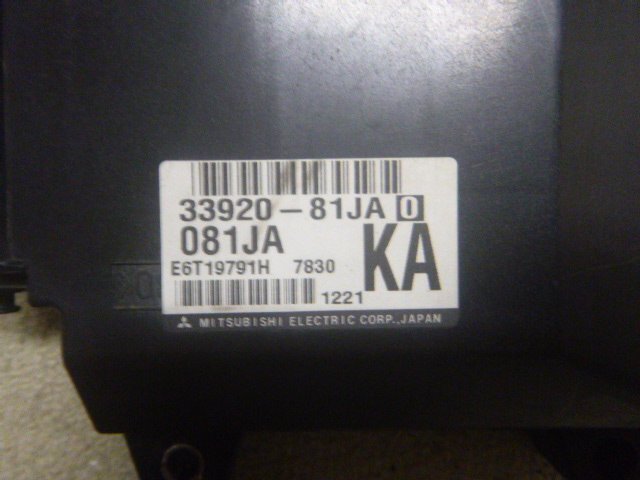 33920-81JA 0
081JA
KA
E6T19791H 7830
1221
MITSUBISHI ELECTRIC CORP., JAPAN